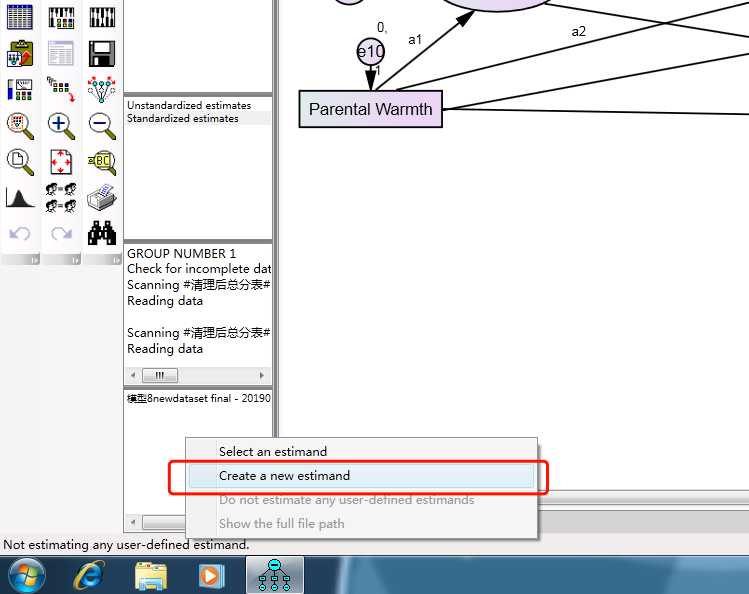 0,
a1
a2
e10
1
Parental Warmth
Unstandardized estimates
Standardized estimates
GROUP NUMBER 1
Check for incomplete dat
Scanning #清理后总分表#
Reading data
Scanning #清理后总分表#
Reading data
模型8newdataset final - 20190
Select an estimand
Create a new estimand
Do not estimate any user-defined estimands
Show the full file path
Not estimating any user-defined estimand.